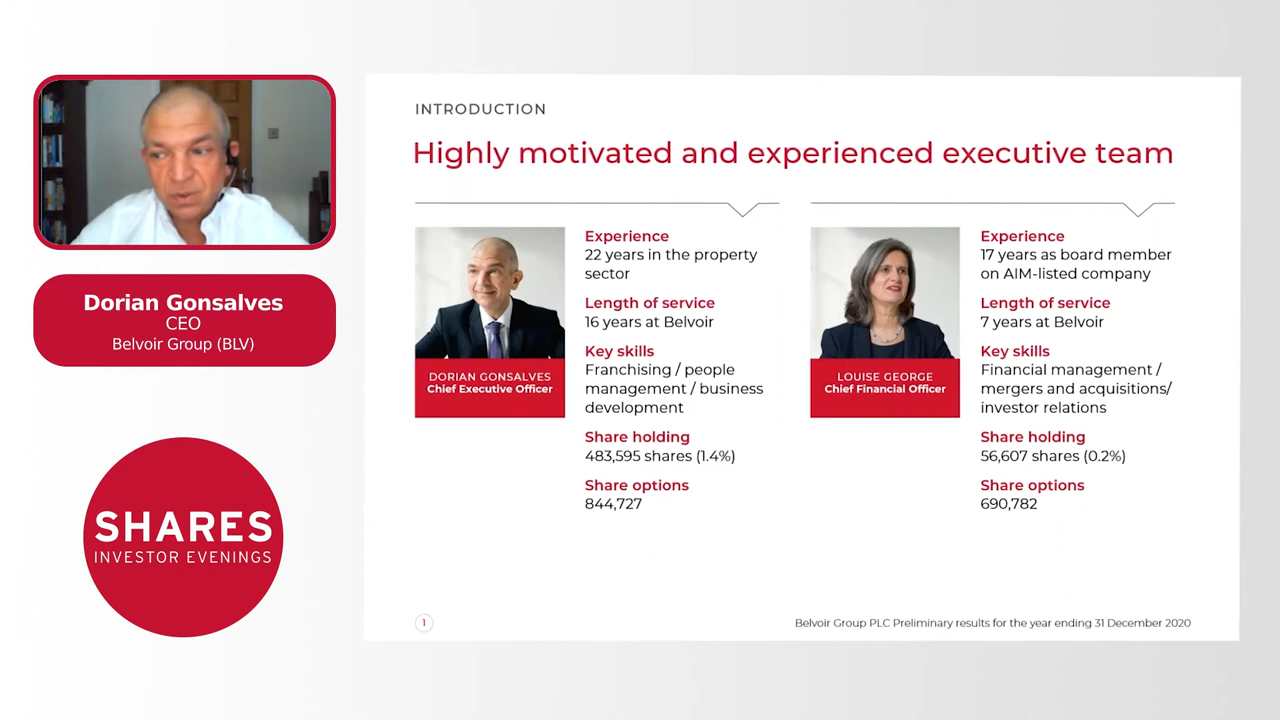 Dorian Gonsalves
CEO
Belvoir Group (BLV)
SHARES
INVESTOR EVENINGS
INTRODUCTION
Highly motivated and experienced executive team
DORIAN GONSALVES
Chief Executive Officer
Experience
22 years in the property
sector
Length of service
16 years at Belvoir
Key skills
Franchising / people
management / business
development
Share holding
483,595 shares (1.4%)
Share options
844,727
LOUISE GEORGE
Chief Financial Officer
Experience
17 years as board member
on AIM-listed company
Length of service
7 years at Belvoir
Key skills
Financial management /
mergers and acquisitions/
investor relations
Share holding
56,607 shares (0.2%)
Share options
690,782
1
Belvoir Group PLC Preliminary results for the year ending 31 December 2020